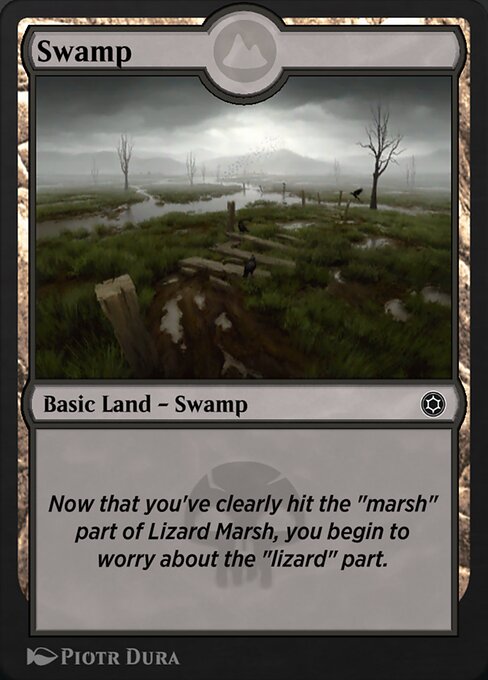 Swamp
Basic Land – Swamp
Now that you've clearly hit the "marsh"
part of Lizard Marsh, you begin to
worry about the "lizard" part.
Piotr Dura